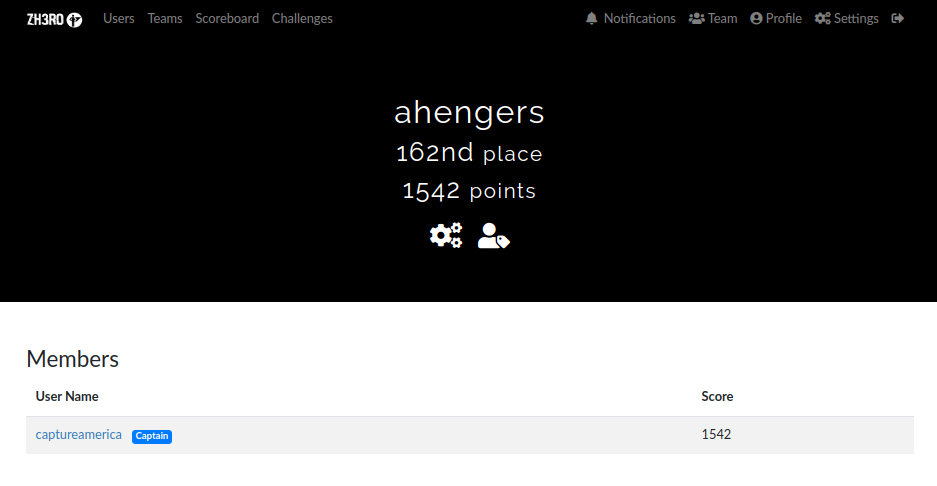 ZH3R0 Users Teams Scoreboard Challenges Notifications Team Profile Settings
ahengers
162nd place
1542 points
Members
User Name Score
captureamerica Captain 1542